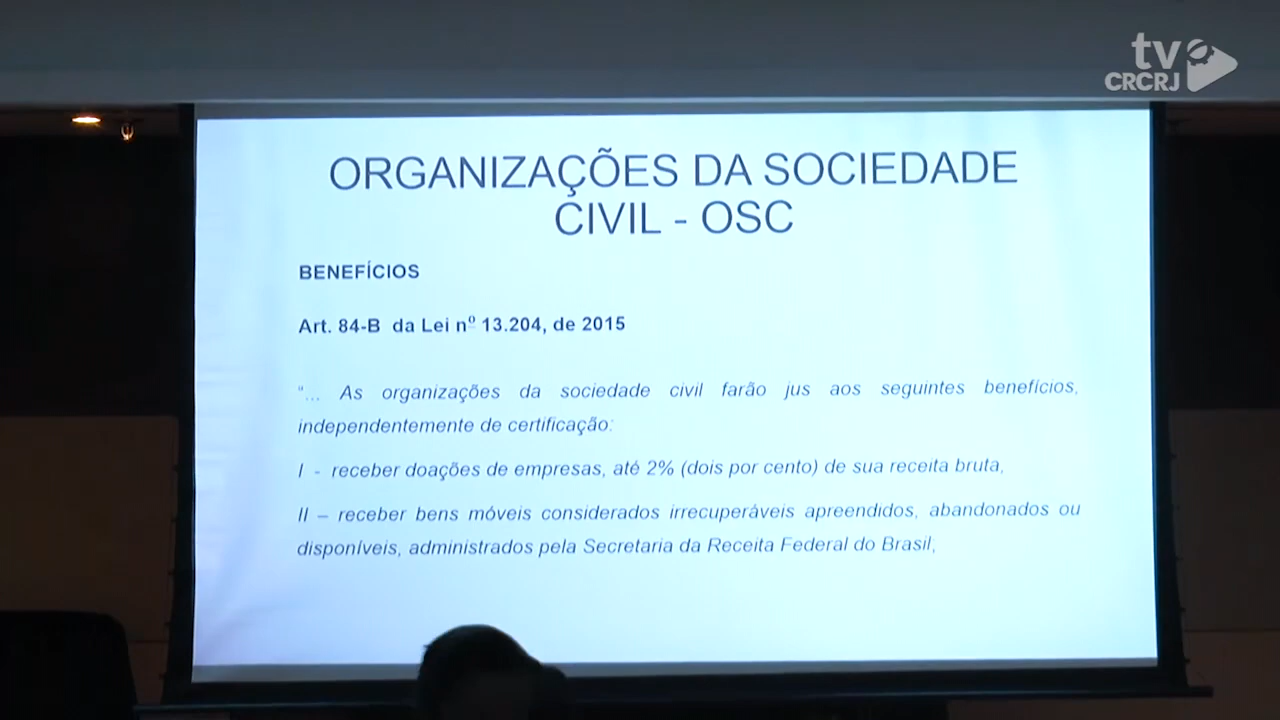 tv
CRCRJ
ORGANIZAÇÕES DA SOCIEDADE
CIVIL - OSC
BENEFÍCIOS
Art. 84-B da Lei nº 13.204, de 2015
“... As organizações da sociedade civil farão jus aos seguintes benefícios,
independentemente de certificação:
I - receber doações de empresas, até 2% (dois por cento) de sua receita bruta,
II – receber bens móveis considerados irrecuperáveis apreendidos, abandonados ou
disponíveis, administrados pela Secretaria da Receita Federal do Brasil,